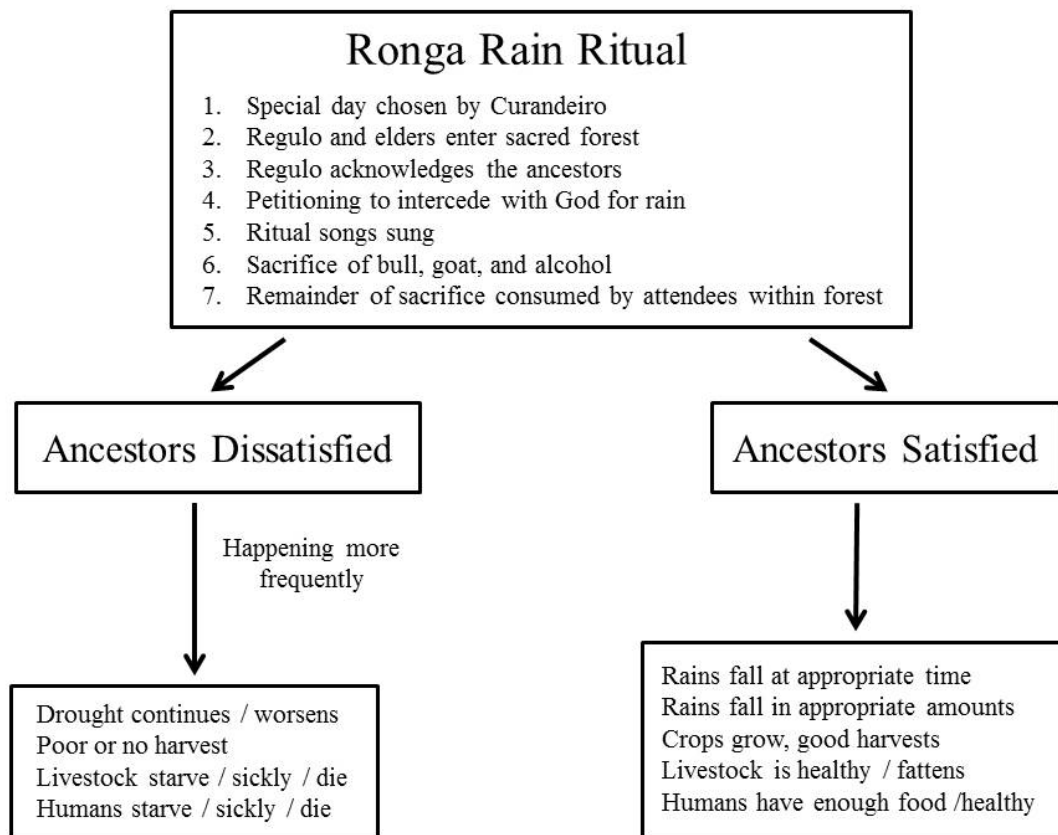 Ronga Rain Ritual
1. Special day chosen by Curandeiro
2. Regulo and elders enter sacred forest
3. Regulo acknowledges the ancestors
4. Petitioning to intercede with God for rain
5. Ritual songs sung
6. Sacrifice of bull, goat, and alcohol
7. Remainder of sacrifice consumed by attendees within forest
Ancestors Dissatisfied
Happening more
frequently
Drought continues / worsens
Poor or no harvest
Livestock starve / sickly / die
Humans starve / sickly / die
Ancestors Satisfied
Rains fall at appropriate time
Rains fall in appropriate amounts
Crops grow, good harvests
Livestock is healthy / fattens
Humans have enough food /healthy